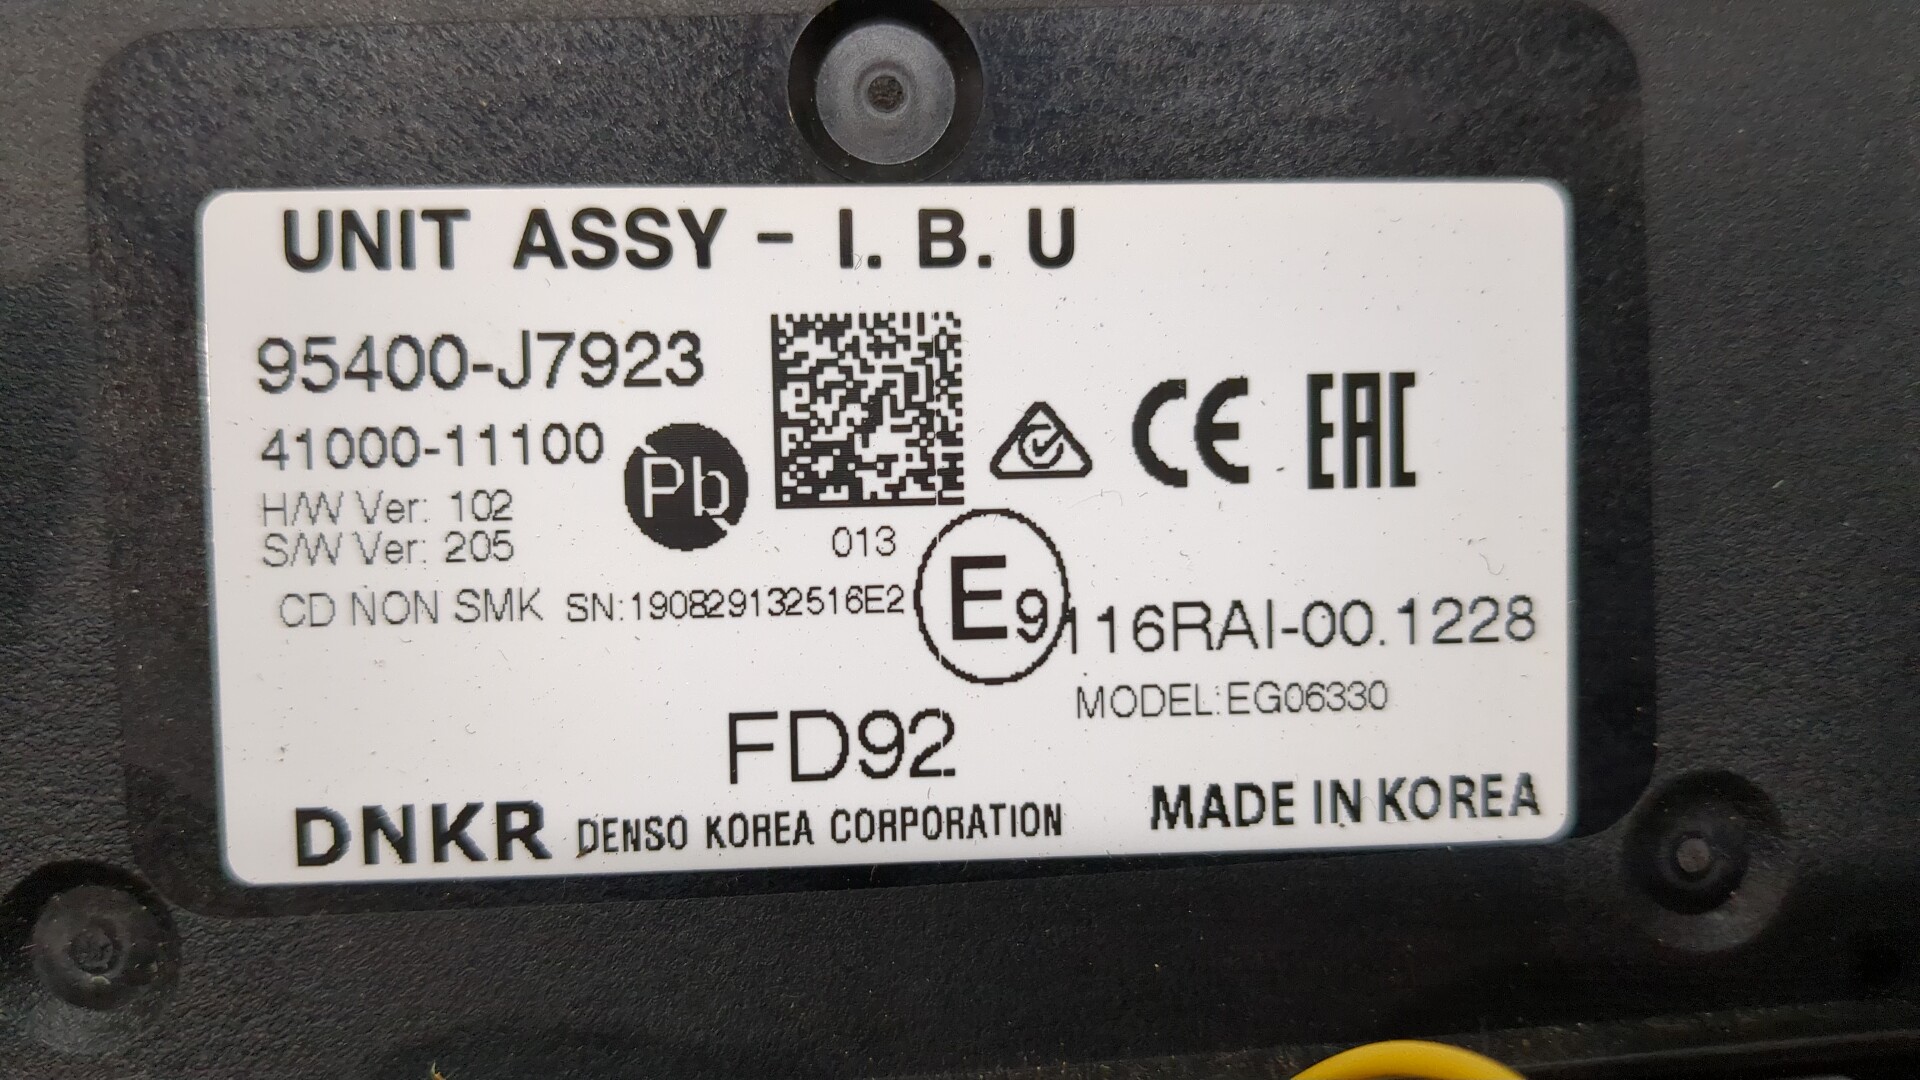 UNIT ASSY - I. B. U
95400-J7923
41000-11100
Pb
H/W Ver: 102
S/W Ver: 205
013
CE
EAC
CD NON SMK SN:190829132516E2
E9
116RAI-00.1228
MODEL:EG06330
FD92
DNKR DENSO KOREA CORPORATION
MADE IN KOREA